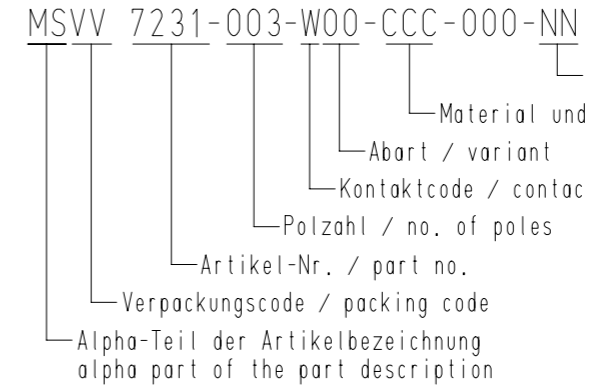 MSVV 7231-003-W00-CCC-000-NN
Material und
Abart / variant
Kontaktcode / contac
Polzahl / no. of poles
Artikel-Nr. / part no.
Verpackungscode / packing code
Alpha-Teil der Artikelbezeichnung
alpha part of the part description